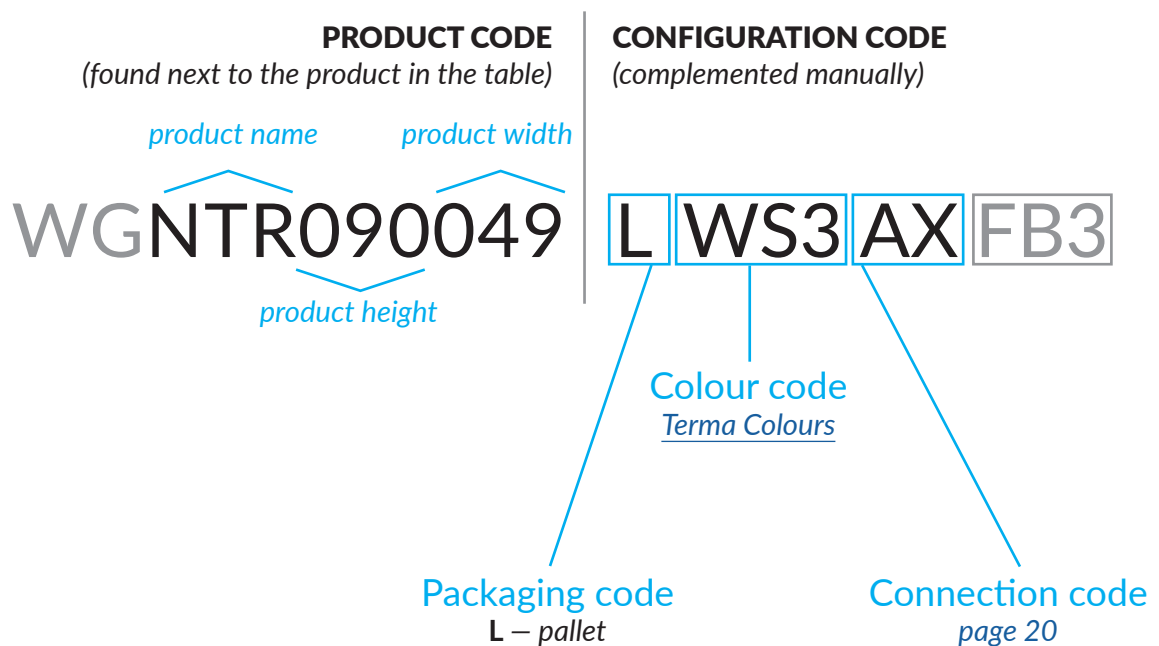 PRODUCT CODE
(found next to the product in the table)
CONFIGURATION CODE
(complemented manually)
product name
product width
WGNTR090049 L WS3 AX FB3
product height
Colour code
Terma Colours
Packaging code
L — pallet
Connection code
page 20